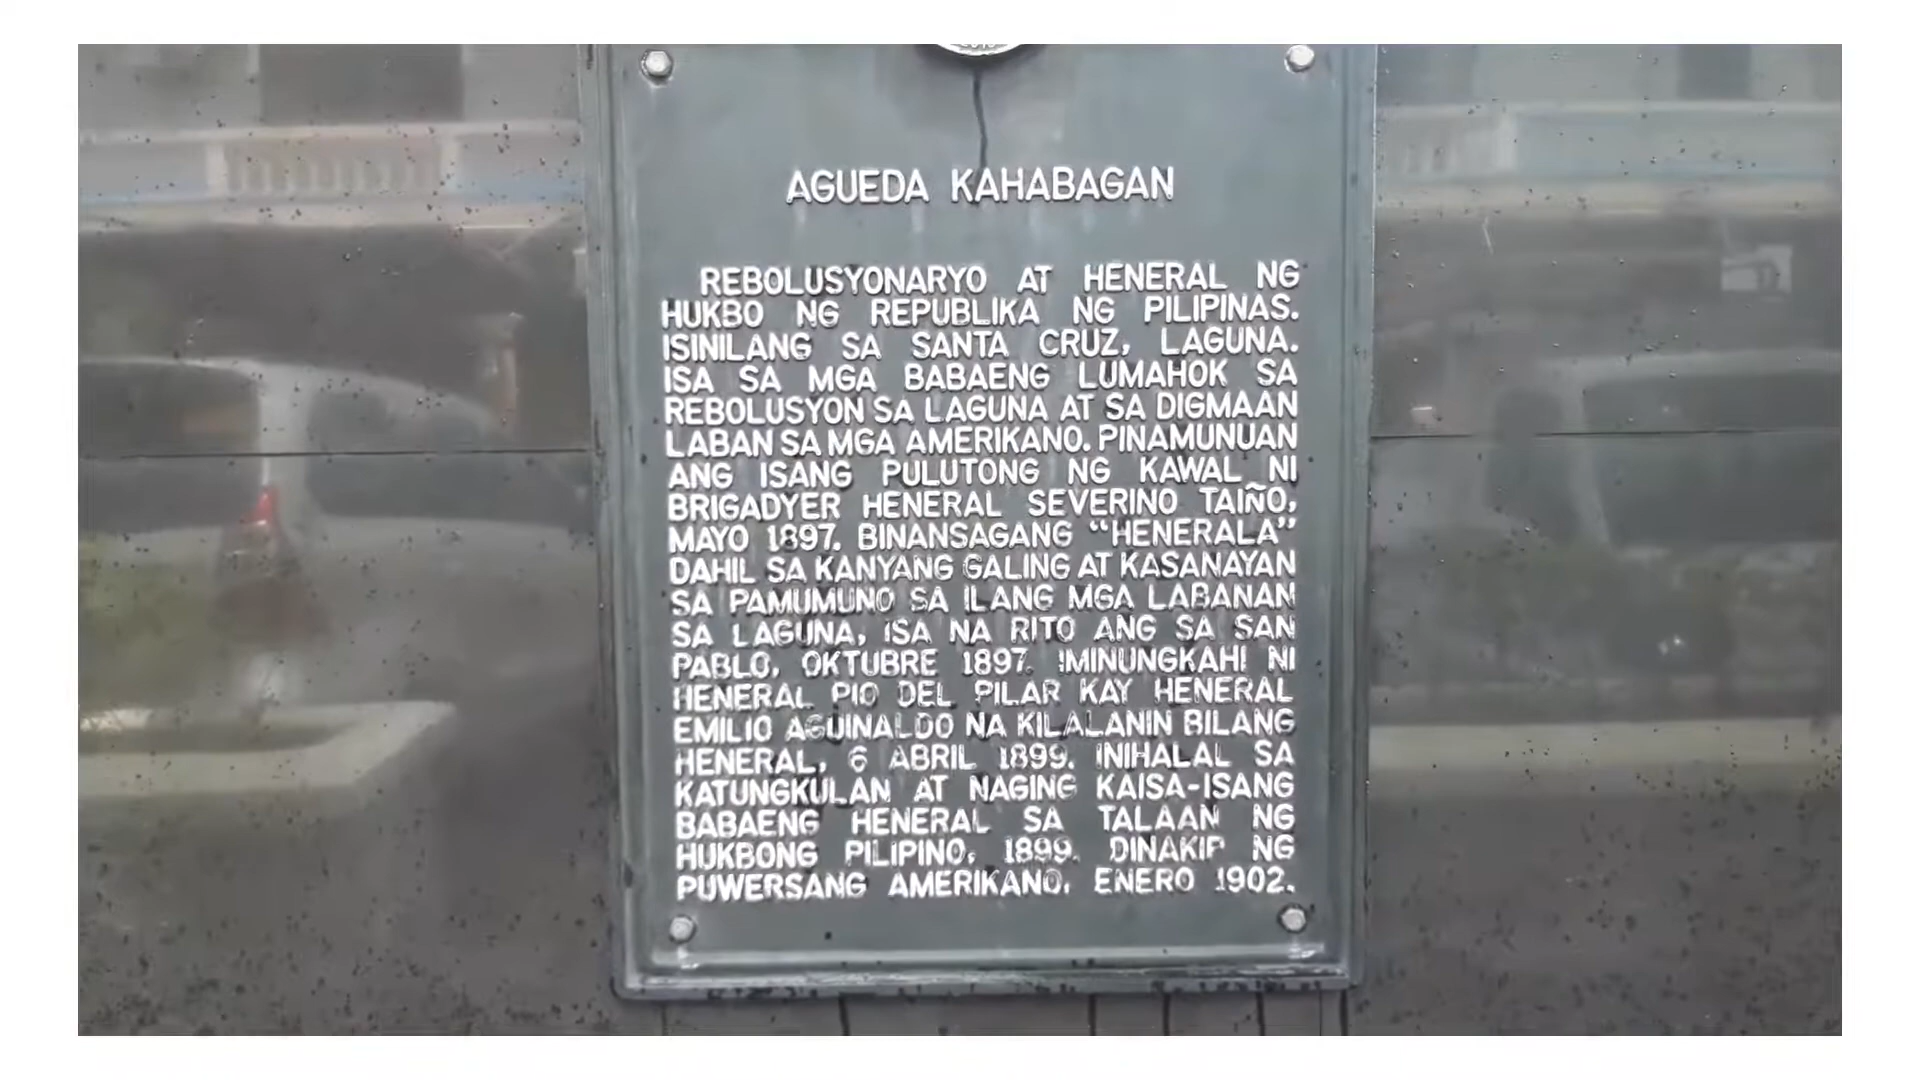 AGUEDA KAHABAGAN
REBOLUSYONARYO AT HENERAL NG
HUKBO NG REPUBLIKA NG PILIPINAS.
ISINILANG SA SANTA CRUZ, LAGUNA.
ISA SA MGA BABAENG LUMAHOK SA
REBOLUSYON SA LAGUNA AT SA DIGMAAN
LABAN SA MGA AMERIKANO. PINAMUNUAN
ANG ISANG PULUTONG NG KAWAL NI
BRIGADYER HENERAL SEVERINO TAIÑO,
MAYO 1897. BINANSAGANG “HENERALA”
DAHIL SA KANYANG GALING AT KASANAYAN
SA PAMUMUNO SA ILANG MGA LABANAN
SA LAGUNA, ISA NA RITO ANG SA SAN
PABLO, OKTUBRE 1897. IMINUNGKAHI NI
HENERAL PIO DEL PILAR KAY HENERAL
EMILIO AGUINALDO NA KILALANIN BILANG
HENERAL, 6 ABRIL 1899. INIHALAL SA
KATUNGKULAN AT NAGING KAISA-ISANG
BABAENG HENERAL SA TALAAN NG
HUKBONG PILIPINO, 1899. DINAKIP NG
PUWERSANG AMERIKANO, ENERO 1902.